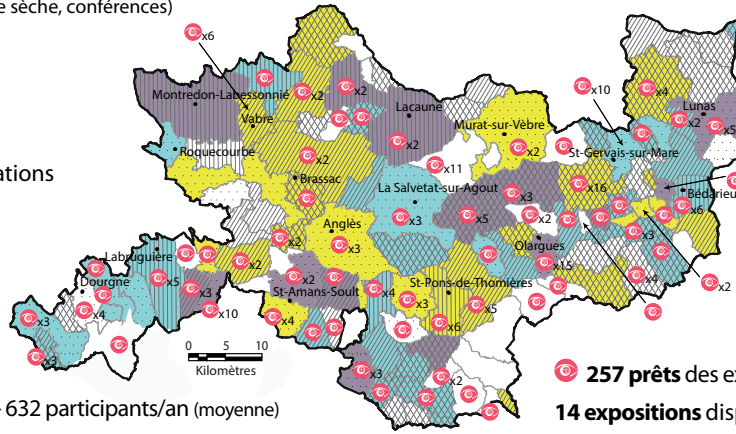 e sèche, conférences)
x6
x10
Montredon-Labessonnie
x2
x2
x4
Lunas
Lacaune
Vabre
Murat-sur-Vèbre
x2
x5
Roquecourbe
x2
x2
St-Gervais-sur-Mare
ations
x2
x11
Brassac
x16
La Salvetat-sur-Agout
x3
Bédarieux
x3
x5
x2
x6
Anglès
x3
x2
Olargues
x3
Labruguière
x2
x15
Dourgne
x5
x2
St-Pons-de-Thomières
x4
x2
x3
St-Amans-Soult
x4
x3
x5
x4
x10
x3
x4
x6
0 5 10
Kilomètres
x3
x3
x2
257 prêts des ex
632 participants/an (moyenne)
14 expositions disp